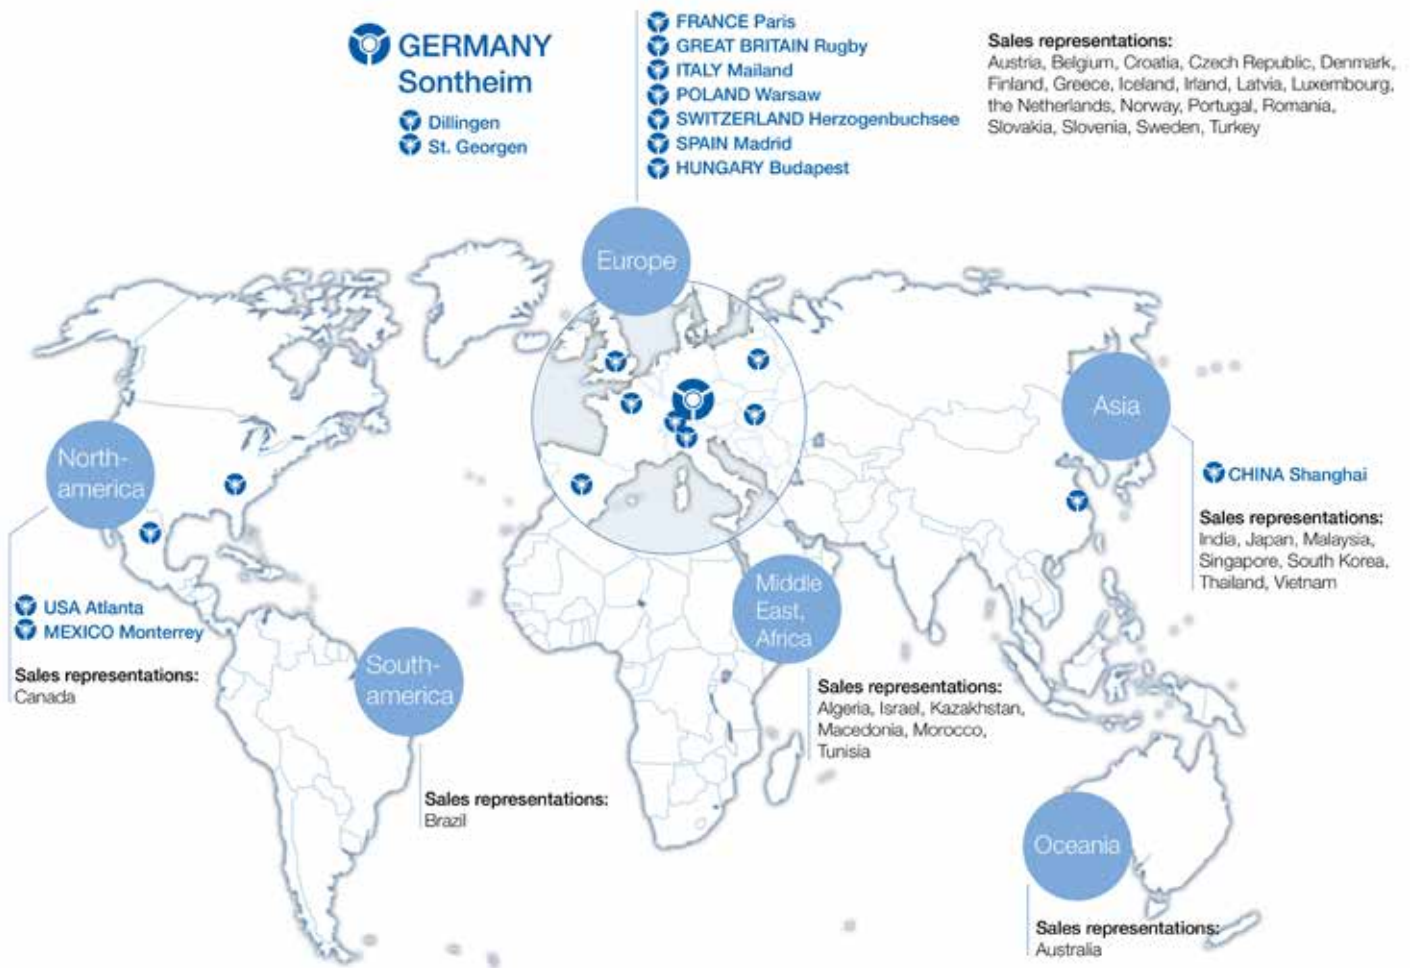 GERMANY
Sontheim
Dillingen
St. Georgen
FRANCE Paris
GREAT BRITAIN Rugby
ITALY Mailand
POLAND Warsaw
SWITZERLAND Herzogenbuchsee
SPAIN Madrid
HUNGARY Budapest
Sales representations:
Austria, Belgium, Croatia, Czech Republic, Denmark,
Finland, Greece, Iceland, Irland, Latvia, Luxembourg,
the Netherlands, Norway, Portugal, Romania,
Slovakia, Slovenia, Sweden, Turkey
Europe
Asia
CHINA Shanghai
Sales representations:
India, Japan, Malaysia,
Singapore, South Korea,
Thailand, Vietnam
North-
america
USA Atlanta
MEXICO Monterrey
Sales representations:
Canada
South-
america
Sales representations:
Brazil
Middle
East,
Africa
Sales representations:
Algeria, Israel, Kazakhstan,
Macedonia, Morocco,
Tunisia
Oceania
Sales representations:
Australia